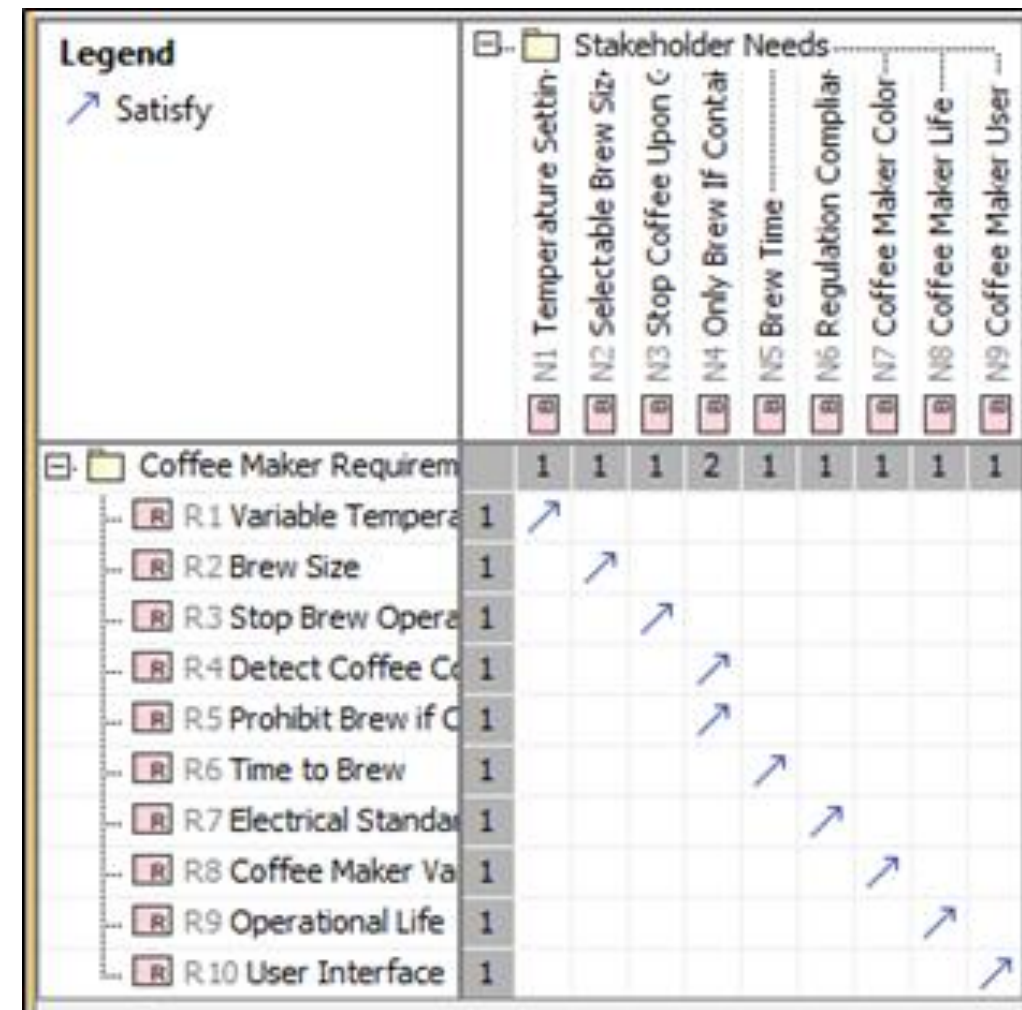 Legend
Satisfy
Stakeholder Needs
N1 Temperature Settin
N2 Selectable Brew Siz
N3 Stop Coffee Upon C
N4 Only Brew If Contai
N5 Brew Time
N6 Regulation Complian
N7 Coffee Maker Color
N8 Coffee Maker Life
N9 Coffee Maker User
B B B B B B B B B
Coffee Maker Requirem 1 1 1 2 1 1 1 1 1
R R1 Variable Tempera 1
R R2 Brew Size 1
R R3 Stop Brew Opera 1
R R4 Detect Coffee Co 1
R R5 Prohibit Brew if C 1
R R6 Time to Brew 1
R R7 Electrical Standar 1
R R8 Coffee Maker Va 1
R R9 Operational Life 1
R R10 User Interface 1